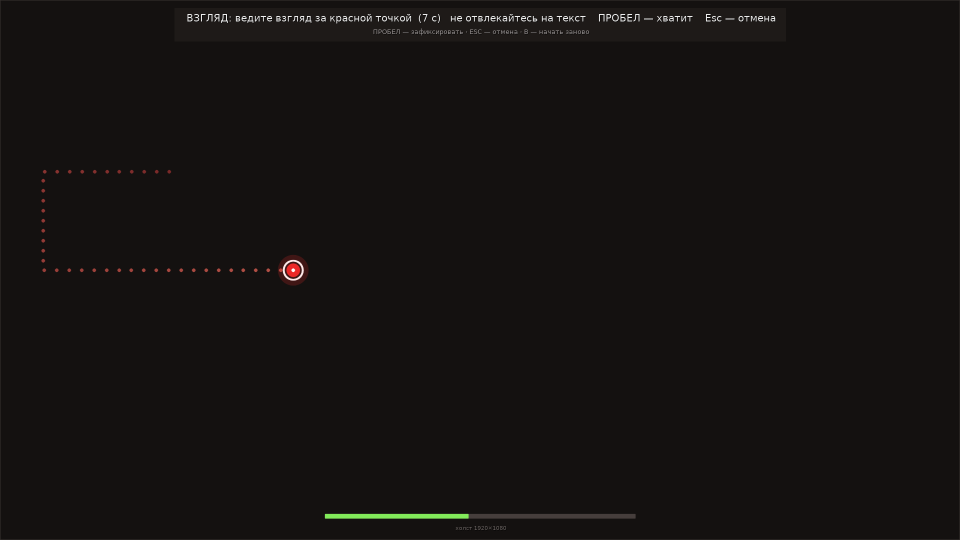 ВЗГЛЯД: ведите взгляд за красной точкой (7 с) не отвлекайтесь на текст ПРОБЕЛ — хватит Esc — отмена
ПРОБЕЛ — зафиксировать · ESC — отмена · В — начать заново
холст 1920×1080